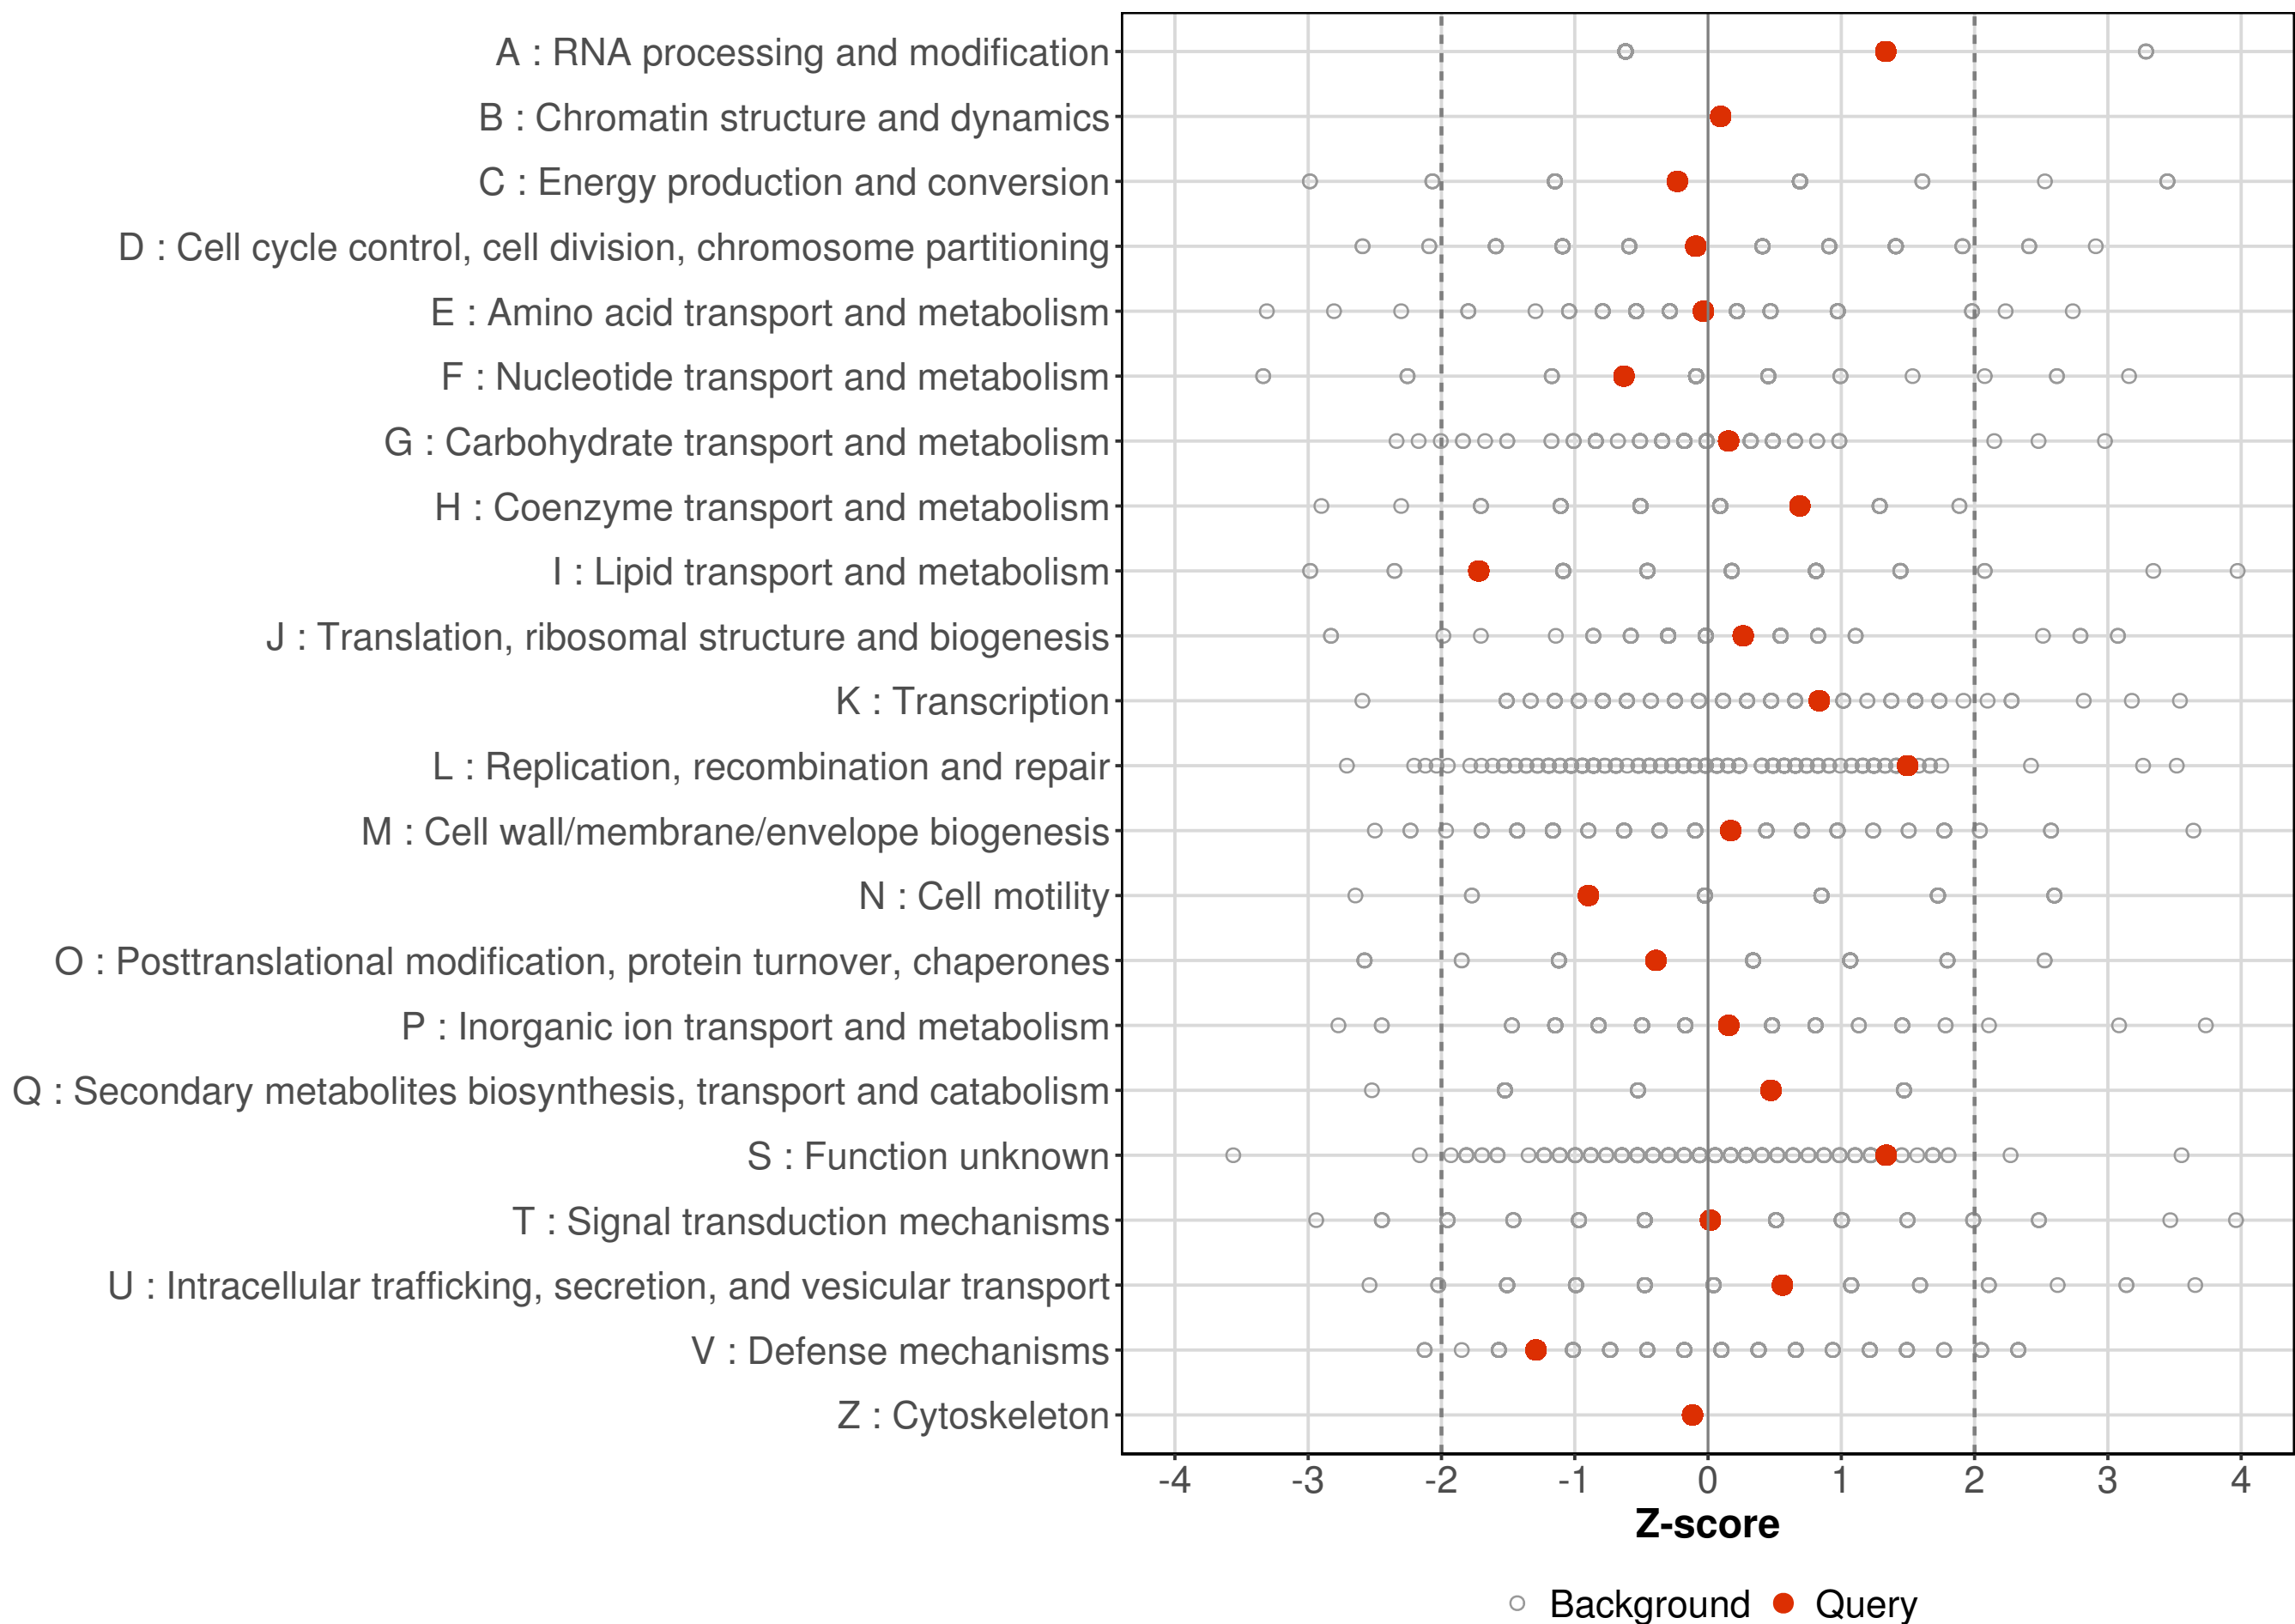 A : RNA processing and modification
B : Chromatin structure and dynamics
C : Energy production and conversion
D : Cell cycle control, cell division, chromosome partitioning
E : Amino acid transport and metabolism
F : Nucleotide transport and metabolism
G : Carbohydrate transport and metabolism
H : Coenzyme transport and metabolism
I : Lipid transport and metabolism
J : Translation, ribosomal structure and biogenesis
K : Transcription
L : Replication, recombination and repair
M : Cell wall/membrane/envelope biogenesis
N : Cell motility
O : Posttranslational modification, protein turnover, chaperones
P : Inorganic ion transport and metabolism
Q : Secondary metabolites biosynthesis, transport and catabolism
S : Function unknown
T : Signal transduction mechanisms
U : Intracellular trafficking, secretion, and vesicular transport
V : Defense mechanisms
Z : Cytoskeleton
-4 -3 -2 -1 0 1 2 3 4
Z-score
Background Query